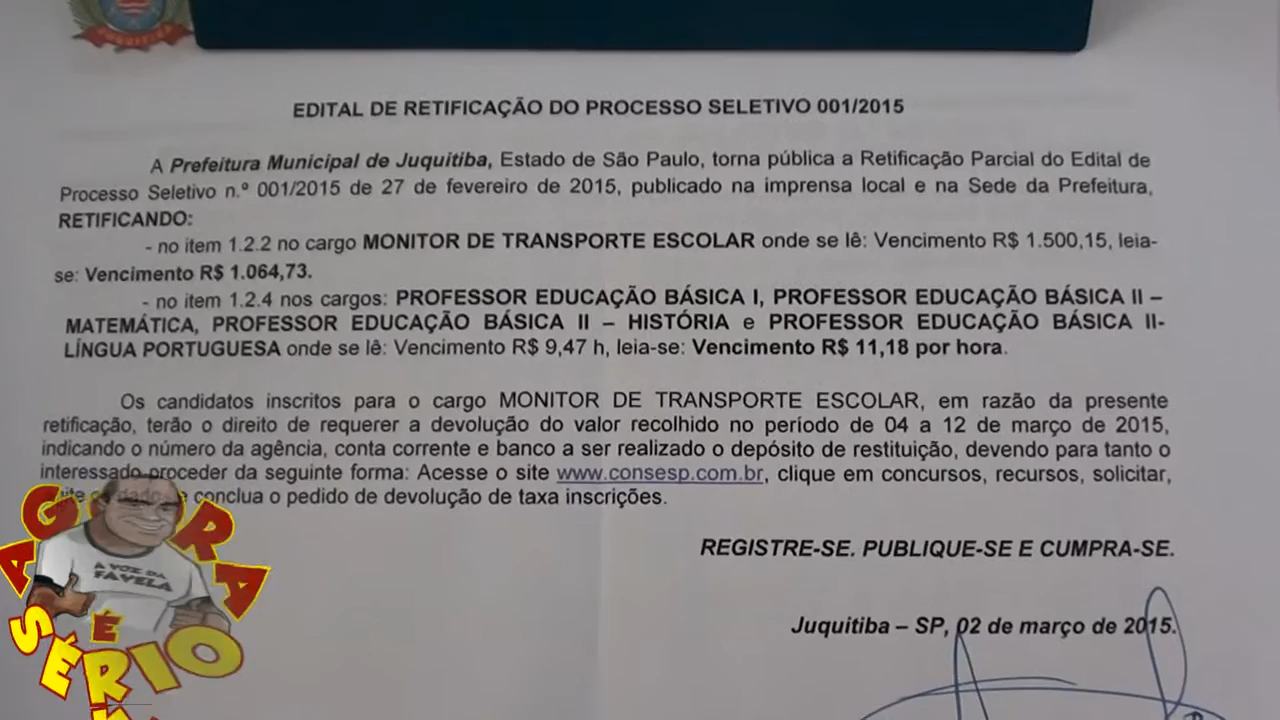 JUQUITIBA
EDITAL DE RETIFICAÇÃO DO PROCESSO SELETIVO 001/2015
A Prefeitura Municipal de Juquitiba, Estado de São Paulo, torna pública a Retificação Parcial do Edital de
Processo Seletivo n.º 001/2015 de 27 de fevereiro de 2015, publicado na imprensa local e na Sede da Prefeitura,
RETIFICANDO:
- no item 1.2.2 no cargo MONITOR DE TRANSPORTE ESCOLAR onde se lê: Vencimento R$ 1.500,15, leia-
se: Vencimento R$ 1.064,73.
- no item 1.2.4 nos cargos: PROFESSOR EDUCAÇÃO BÁSICA I, PROFESSOR EDUCAÇÃO BÁSICA II –
MATEMÁTICA, PROFESSOR EDUCAÇÃO BÁSICA II – HISTÓRIA e PROFESSOR EDUCAÇÃO BÁSICA II-
LÍNGUA PORTUGUESA onde se lê: Vencimento R$ 9,47 h, leia-se: Vencimento R$ 11,18 por hora.
Os candidatos inscritos para o cargo MONITOR DE TRANSPORTE ESCOLAR, em razão da presente
retificação, terão o direito de requerer a devolução do valor recolhido no período de 04 a 12 de março de 2015,
indicando o número da agência, conta corrente e banco a ser realizado o depósito de restituição, devendo para tanto o
interessado proceder da seguinte forma: Acesse o site www.consesp.com.br, clique em concursos, recursos, solicitar,
conclua o pedido de devolução de taxa inscrições.
REGISTRE-SE. PUBLIQUE-SE E CUMPRA-SE.
Juquitiba – SP, 02 de março de 2015.
AGORA
A VOZ DA
FAVELA
É
SÉRIO